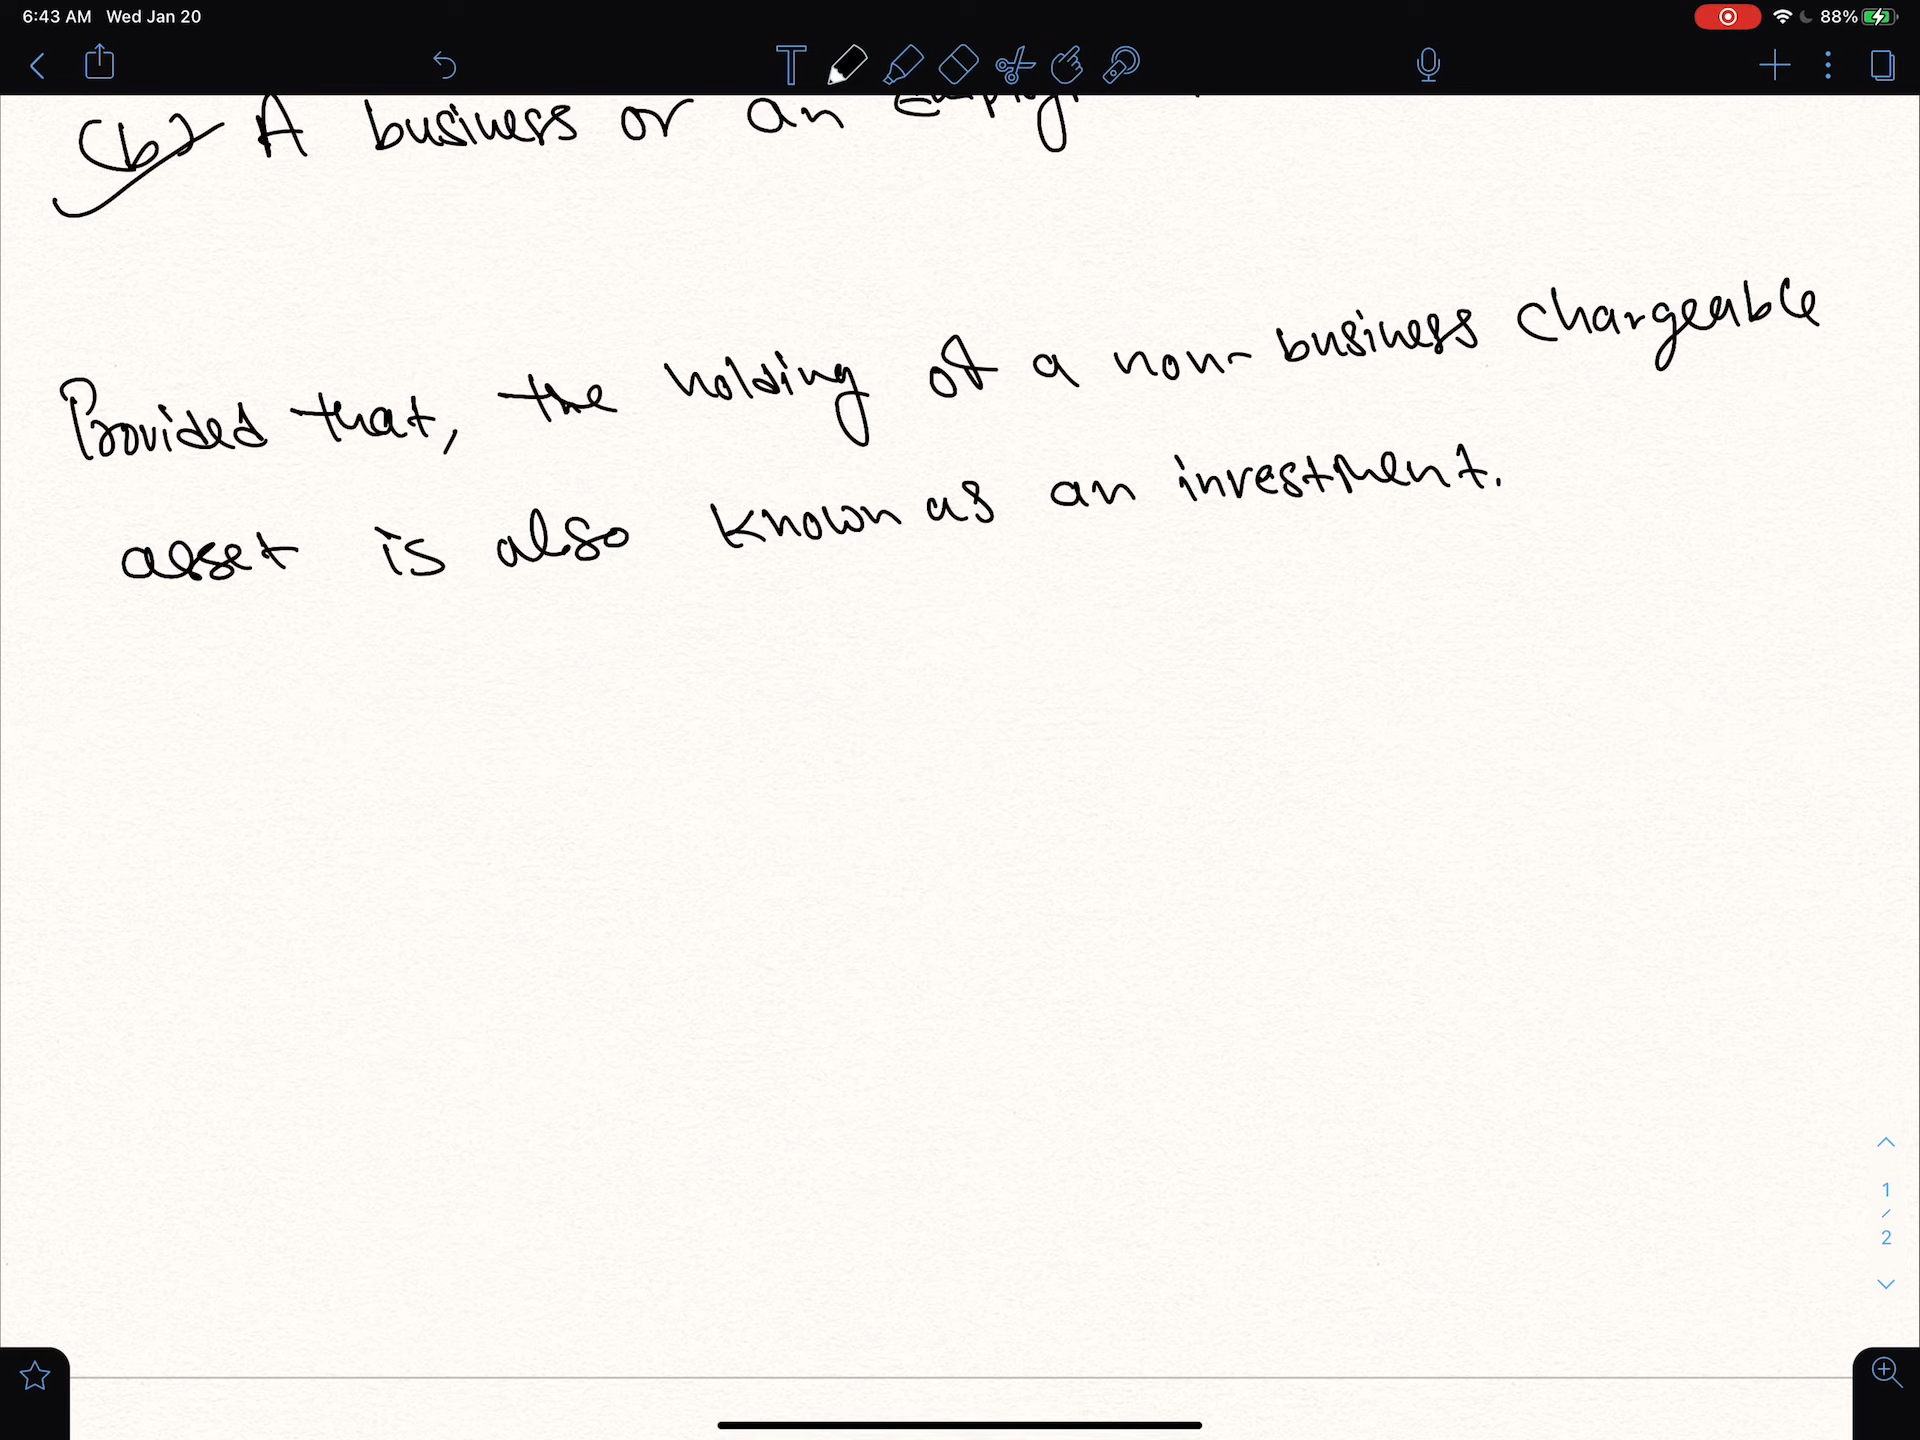 6:43 AM Wed Jan 20
88%
(b) A business or an
Provided that, the holding of a non-business chargeable
asset is also known as an investment.
1
/
2